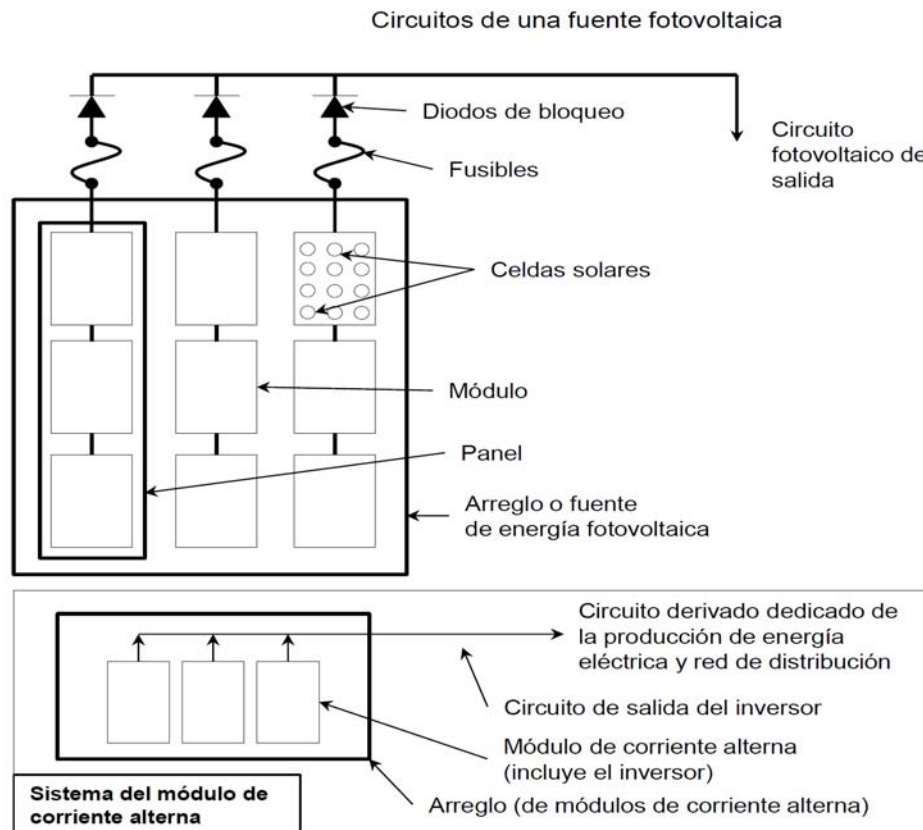 Circuitos de una fuente fotovoltaica
Diodos de bloqueo
Circuito
fotovoltaico de
salida
Fusibles
Celdas solares
Módulo
Panel
Arreglo o fuente
de energía fotovoltaica
Circuito derivado dedicado de
la producción de energía
eléctrica y red de distribución
Circuito de salida del inversor
Módulo de corriente alterna
(incluye el inversor)
Arreglo (de módulos de corriente alterna)
Sistema del módulo de
corriente alterna